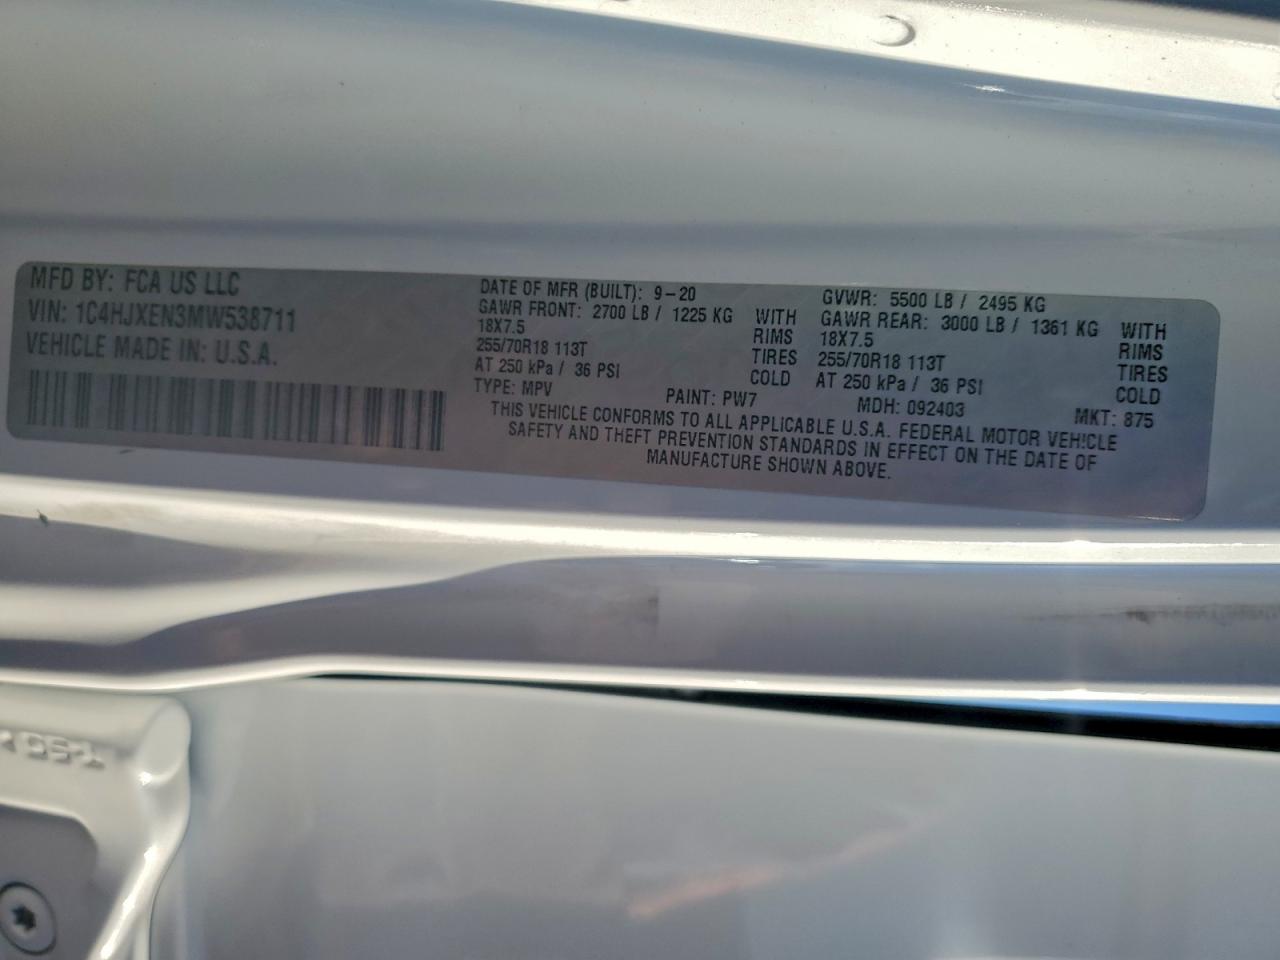 MFD BY: FCA US LLC
VIN: 1C4HJXEN3MW538711
VEHICLE MADE IN: U.S.A.
DATE OF MFR (BUILT): 9-20
GAWR FRONT: 2700 LB / 1225 KG WITH
18X7.5 RIMS
255/70R18 113T TIRES
AT 250 kPa / 36 PSI COLD
GVWR: 5500 LB / 2495 KG
GAWR REAR: 3000 LB / 1361 KG WITH
18X7.5 RIMS
255/70R18 113T TIRES
AT 250 kPa / 36 PSI COLD
TYPE: MPV PAINT: PW7 MDH: 092403 MKT: 875
THIS VEHICLE CONFORMS TO ALL APPLICABLE U.S.A. FEDERAL MOTOR VEHICLE
SAFETY AND THEFT PREVENTION STANDARDS IN EFFECT ON THE DATE OF
MANUFACTURE SHOWN ABOVE.